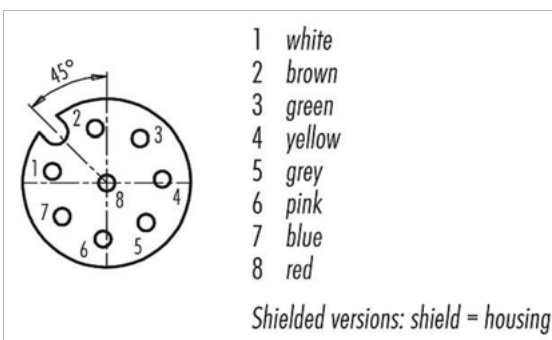 45°
2
3
1
4
8
7
5
6
1 white
2 brown
3 green
4 yellow
5 grey
6 pink
7 blue
8 red
Shielded versions: shield = housing